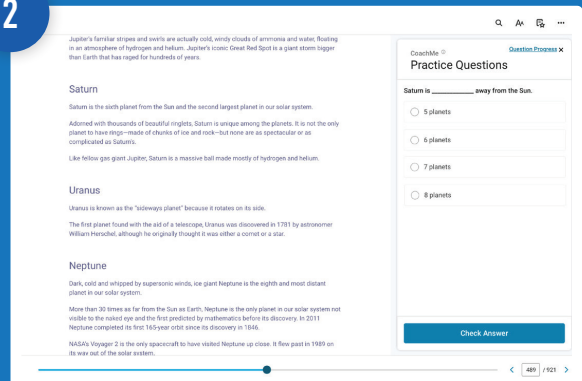 2
Jupiter's familiar stripes and swirls are actually cold, windy clouds of ammonia and water, floating
in an atmosphere of hydrogen and helium. Jupiter's iconic Great Red Spot is a giant storm bigger
than Earth that has raged for hundreds of years.
Saturn
Saturn is the sixth planet from the Sun and the second largest planet in our solar system.
Adorned with thousands of beautiful ringlets, Saturn is unique among the planets. It is not the only
planet to have rings—made of chunks of ice and rock—but none are as spectacular or as
complicated as Saturn's.
Like fellow gas giant Jupiter, Saturn is a massive ball made mostly of hydrogen and helium.
Uranus
Uranus is known as the "sideways planet" because it rotates on its side.
The first planet found with the aid of a telescope, Uranus was discovered in 1781 by astronomer
William Herschel, although he originally thought it was either a comet or a star.
Neptune
Dark, cold and whipped by supersonic winds, ice giant Neptune is the eighth and most distant
planet in our solar system.
More than 30 times as far from the Sun as Earth, Neptune is the only planet in our solar system not
visible to the naked eye and the first predicted by mathematics before its discovery. In 2011
Neptune completed its first 165-year orbit since its discovery in 1846.
NASA's Voyager 2 is the only spacecraft to have visited Neptune up close. It flew past in 1989 on
its way out of the solar system.
CoachMe
Question Progress ×
Practice Questions
Saturn is ____________ away from the Sun.
5 planets
6 planets
7 planets
8 planets
Check Answer
489 / 921